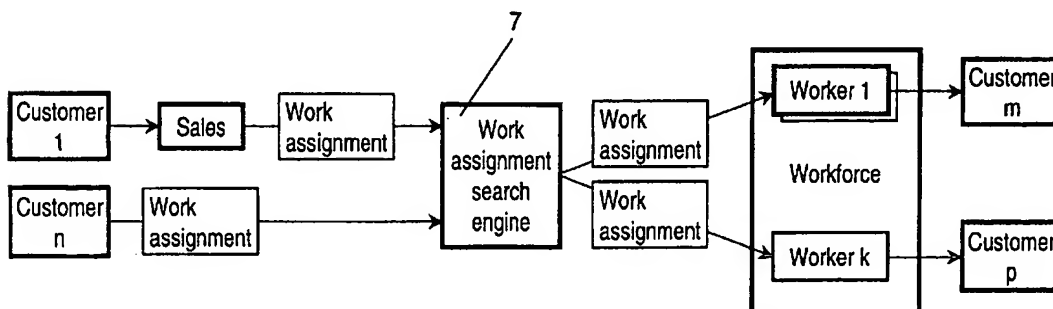 7
Customer
1
Sales
Work
assignment
Customer
n
Work
assignment
Work
assignment
search
engine
Work
assignment
Work
assignment
Worker 1
Workforce
Worker k
Customer
m
Customer
p